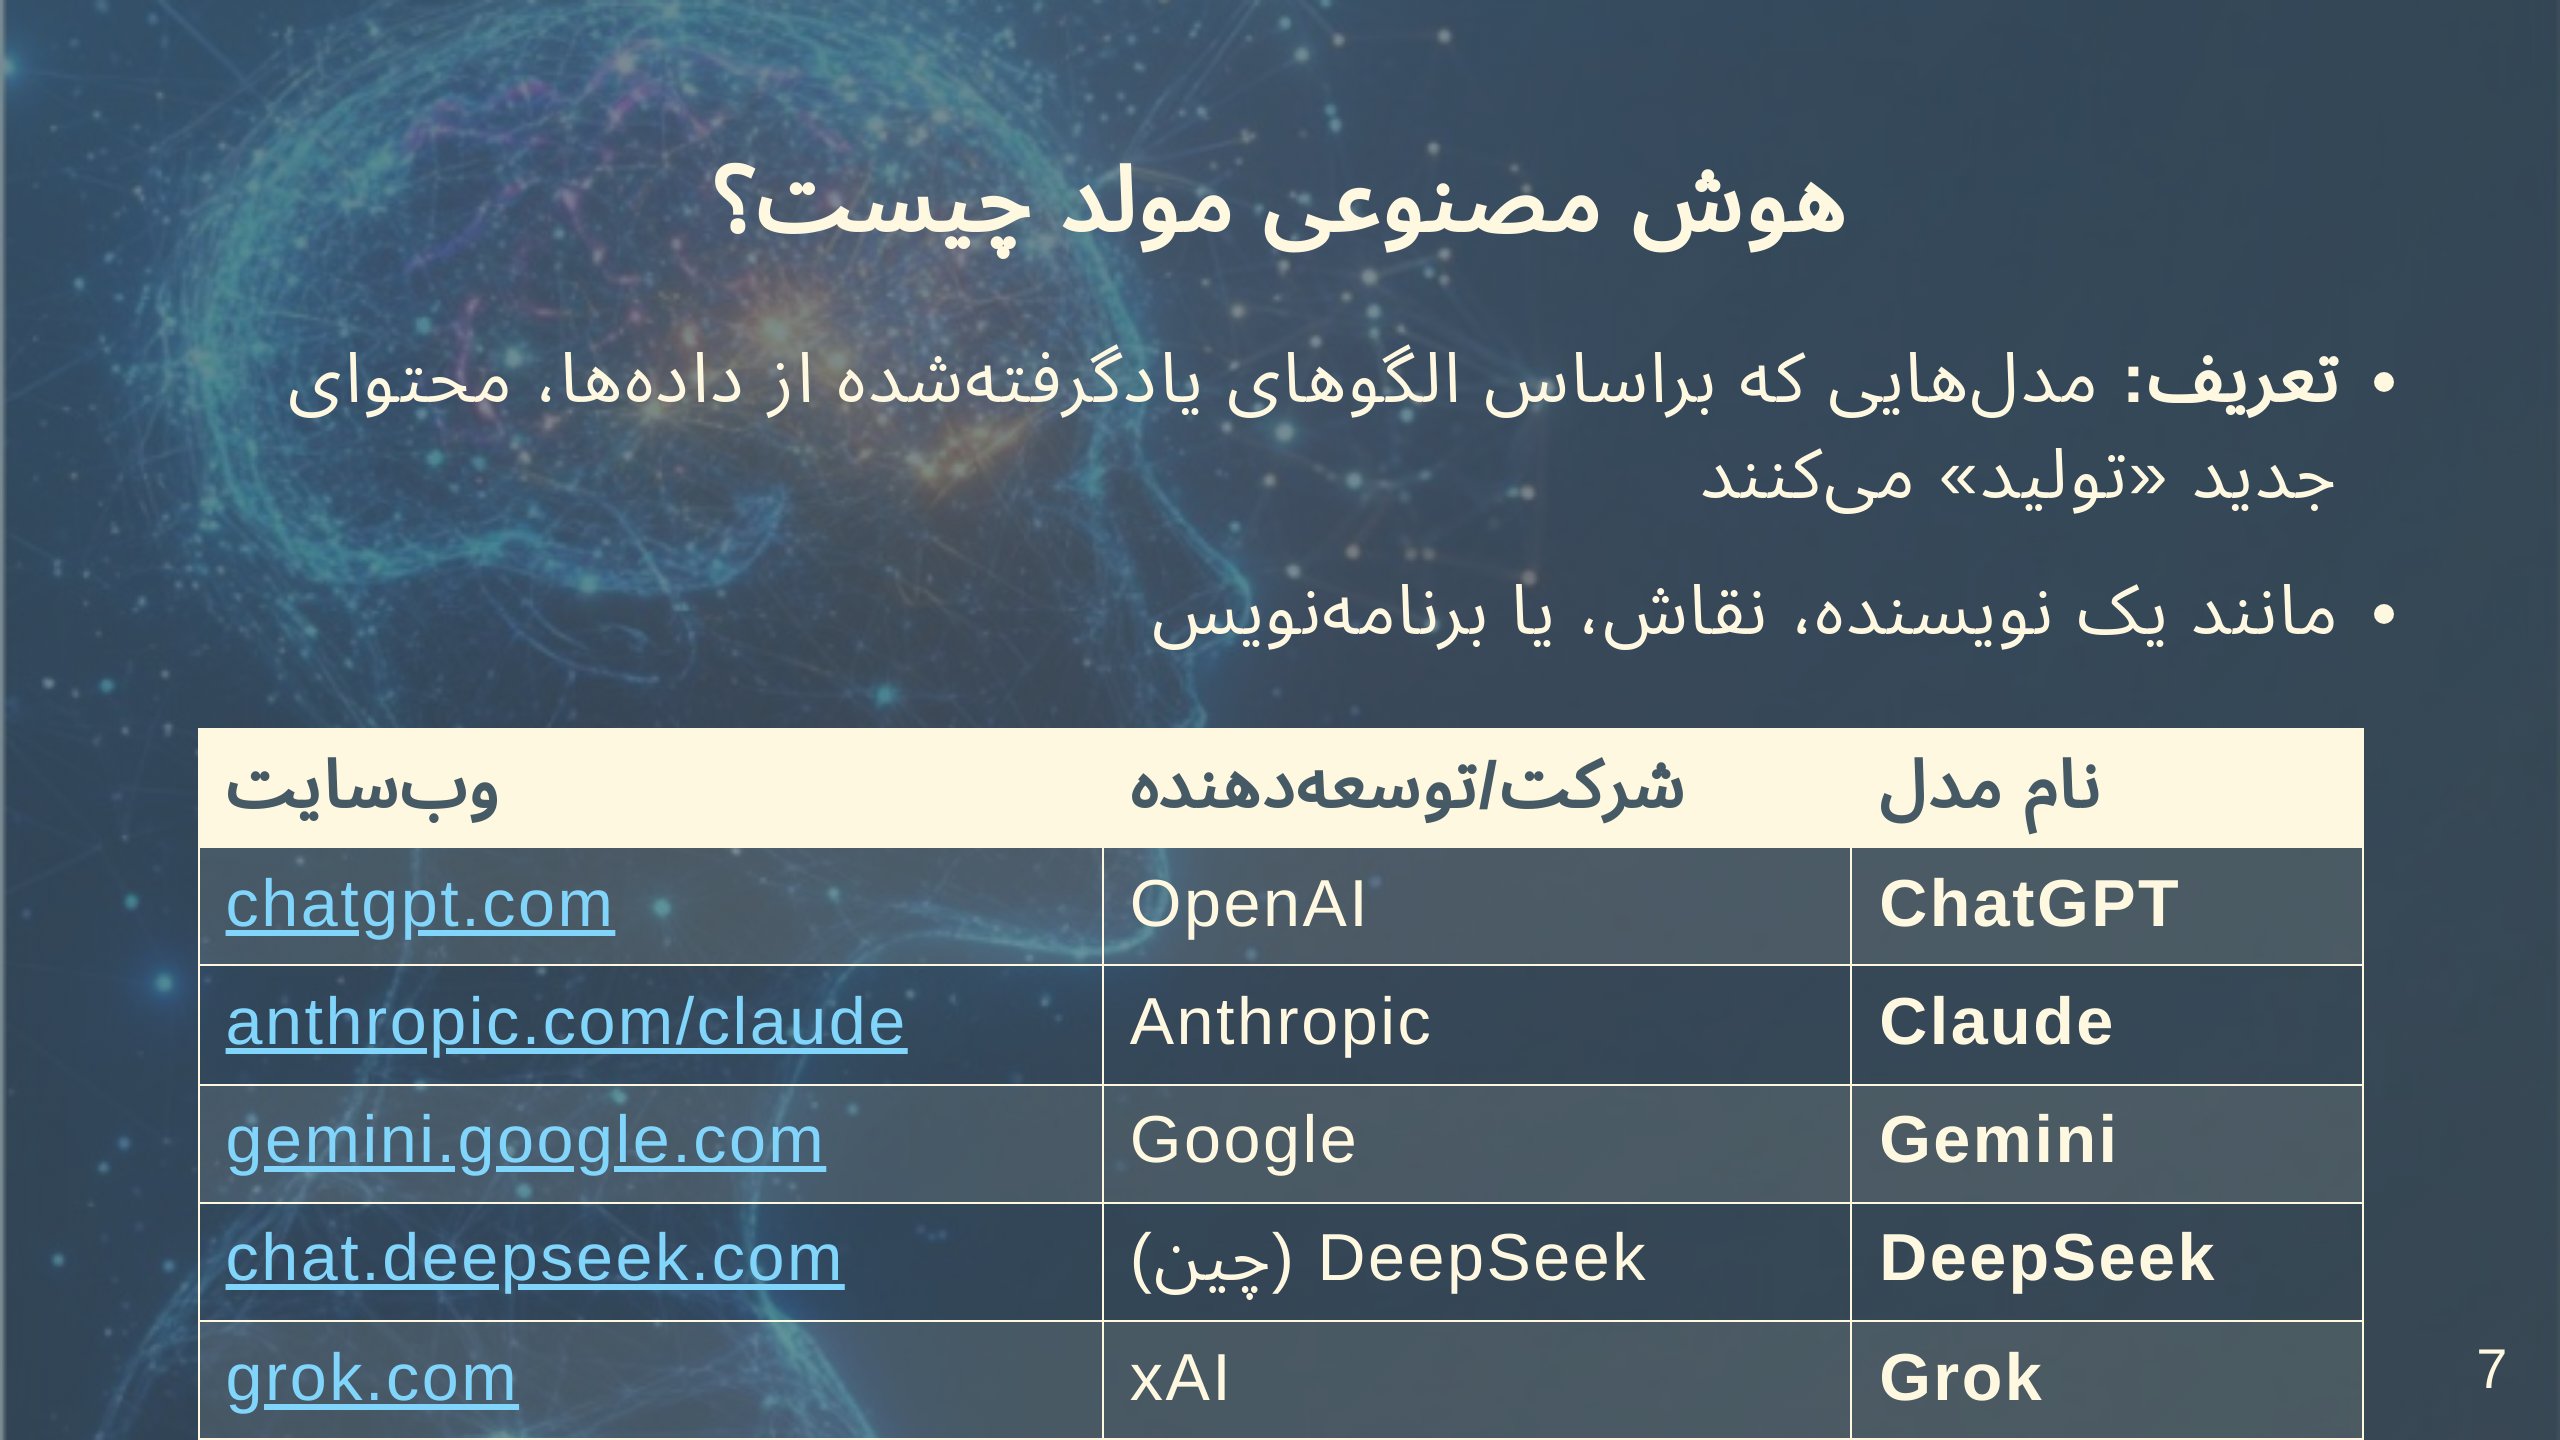 هوش مصنوعی مولد چیست؟
• تعریف: مدل‌هایی که براساس الگوهای یادگرفته‌شده از داده‌ها، محتوای
جدید «تولید» می‌کنند
• مانند یک نویسنده، نقاش، یا برنامه‌نویس
نام مدل شرکت/توسعه‌دهنده وب‌سایت
ChatGPT OpenAI chatgpt.com
Claude Anthropic anthropic.com/claude
Gemini Google gemini.google.com
DeepSeek DeepSeek (چین) chat.deepseek.com
Grok xAI grok.com
7